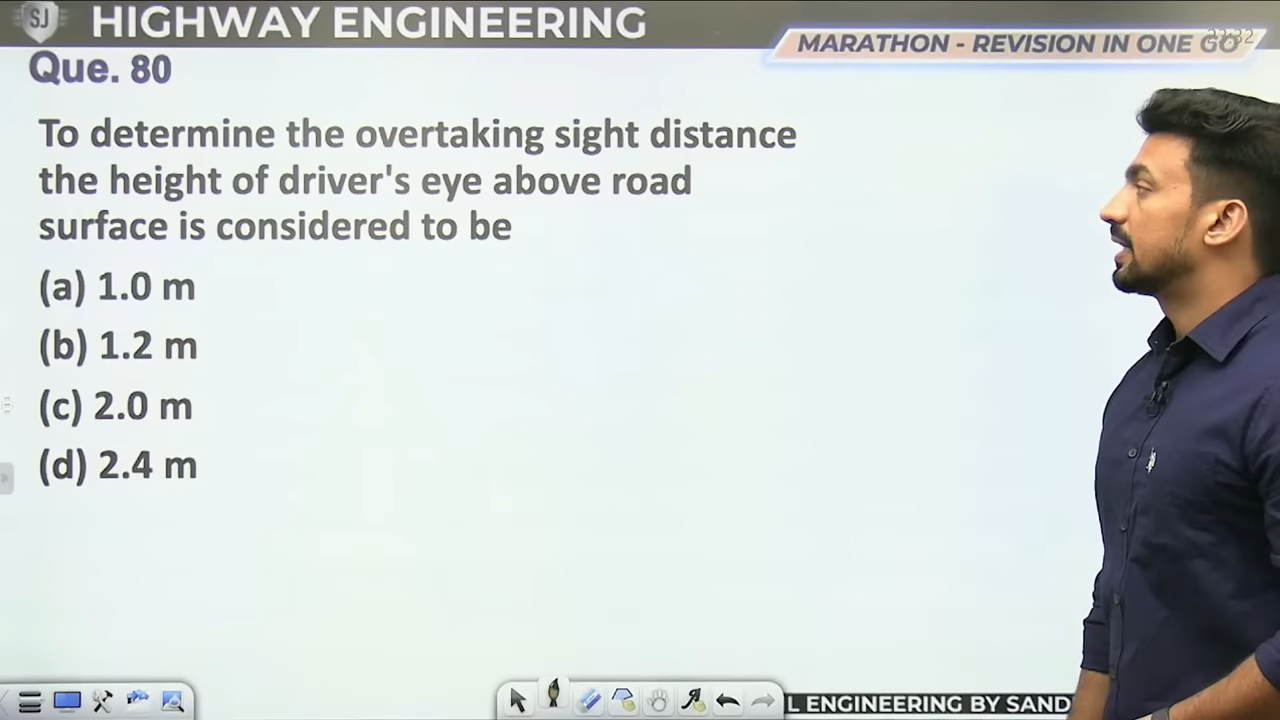 SJ
HIGHWAY ENGINEERING
MARATHON - REVISION IN ONE GO
Que. 80
To determine the overtaking sight distance
the height of driver's eye above road
surface is considered to be
(a) 1.0 m
(b) 1.2 m
(c) 2.0 m
(d) 2.4 m
L ENGINEERING BY SAND